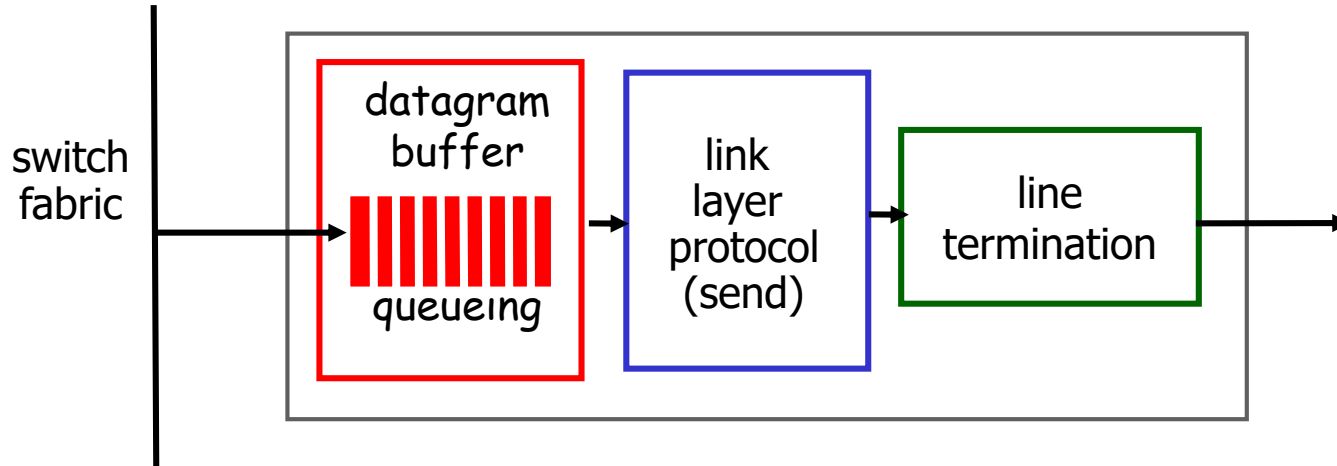 switch
fabric
datagram
buffer
queueing
link
layer
protocol
(send)
line
termination